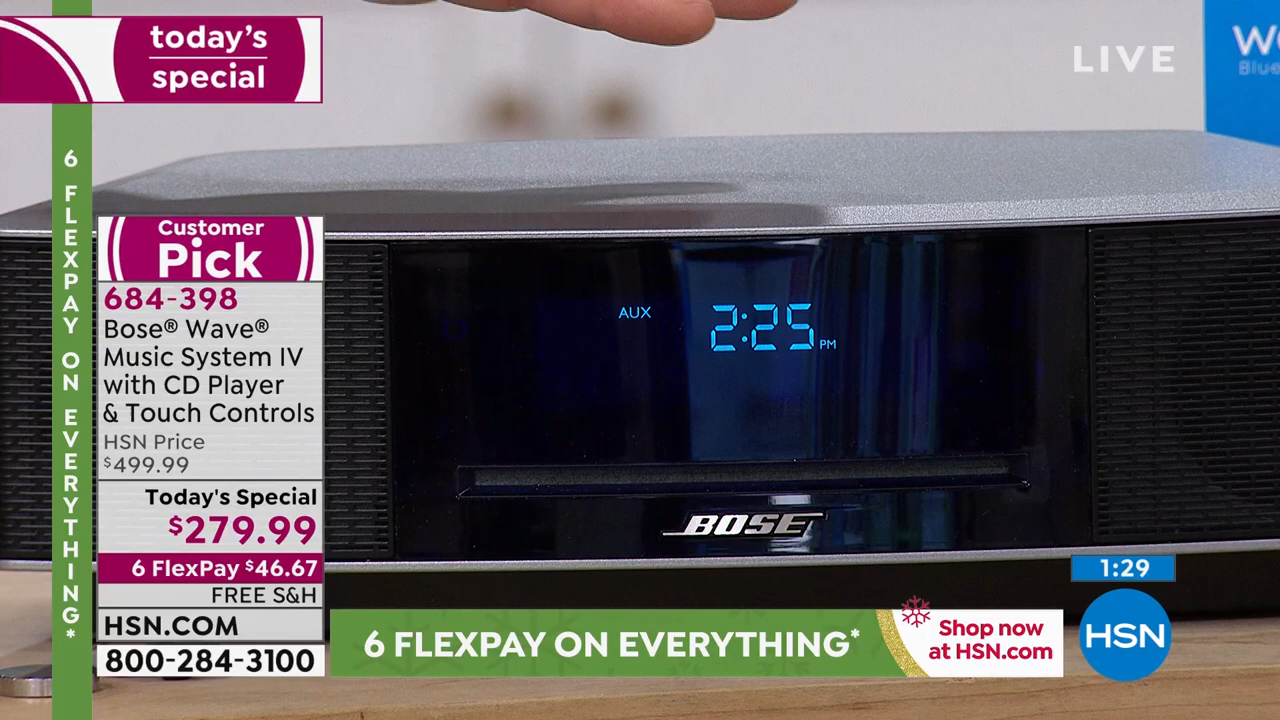 today's
special
LIVE
6 FLEXPAY ON EVERYTHING*
Customer
Pick
684-398
Bose® Wave®
Music System IV
with CD Player
& Touch Controls
HSN Price
$499.99
Today's Special
$279.99
6 FlexPay $46.67
FREE S&H
HSN.COM
800-284-3100
AUX
2:25 PM
BOSE
6 FLEXPAY ON EVERYTHING*
Shop now
at HSN.com
1:29
HSN